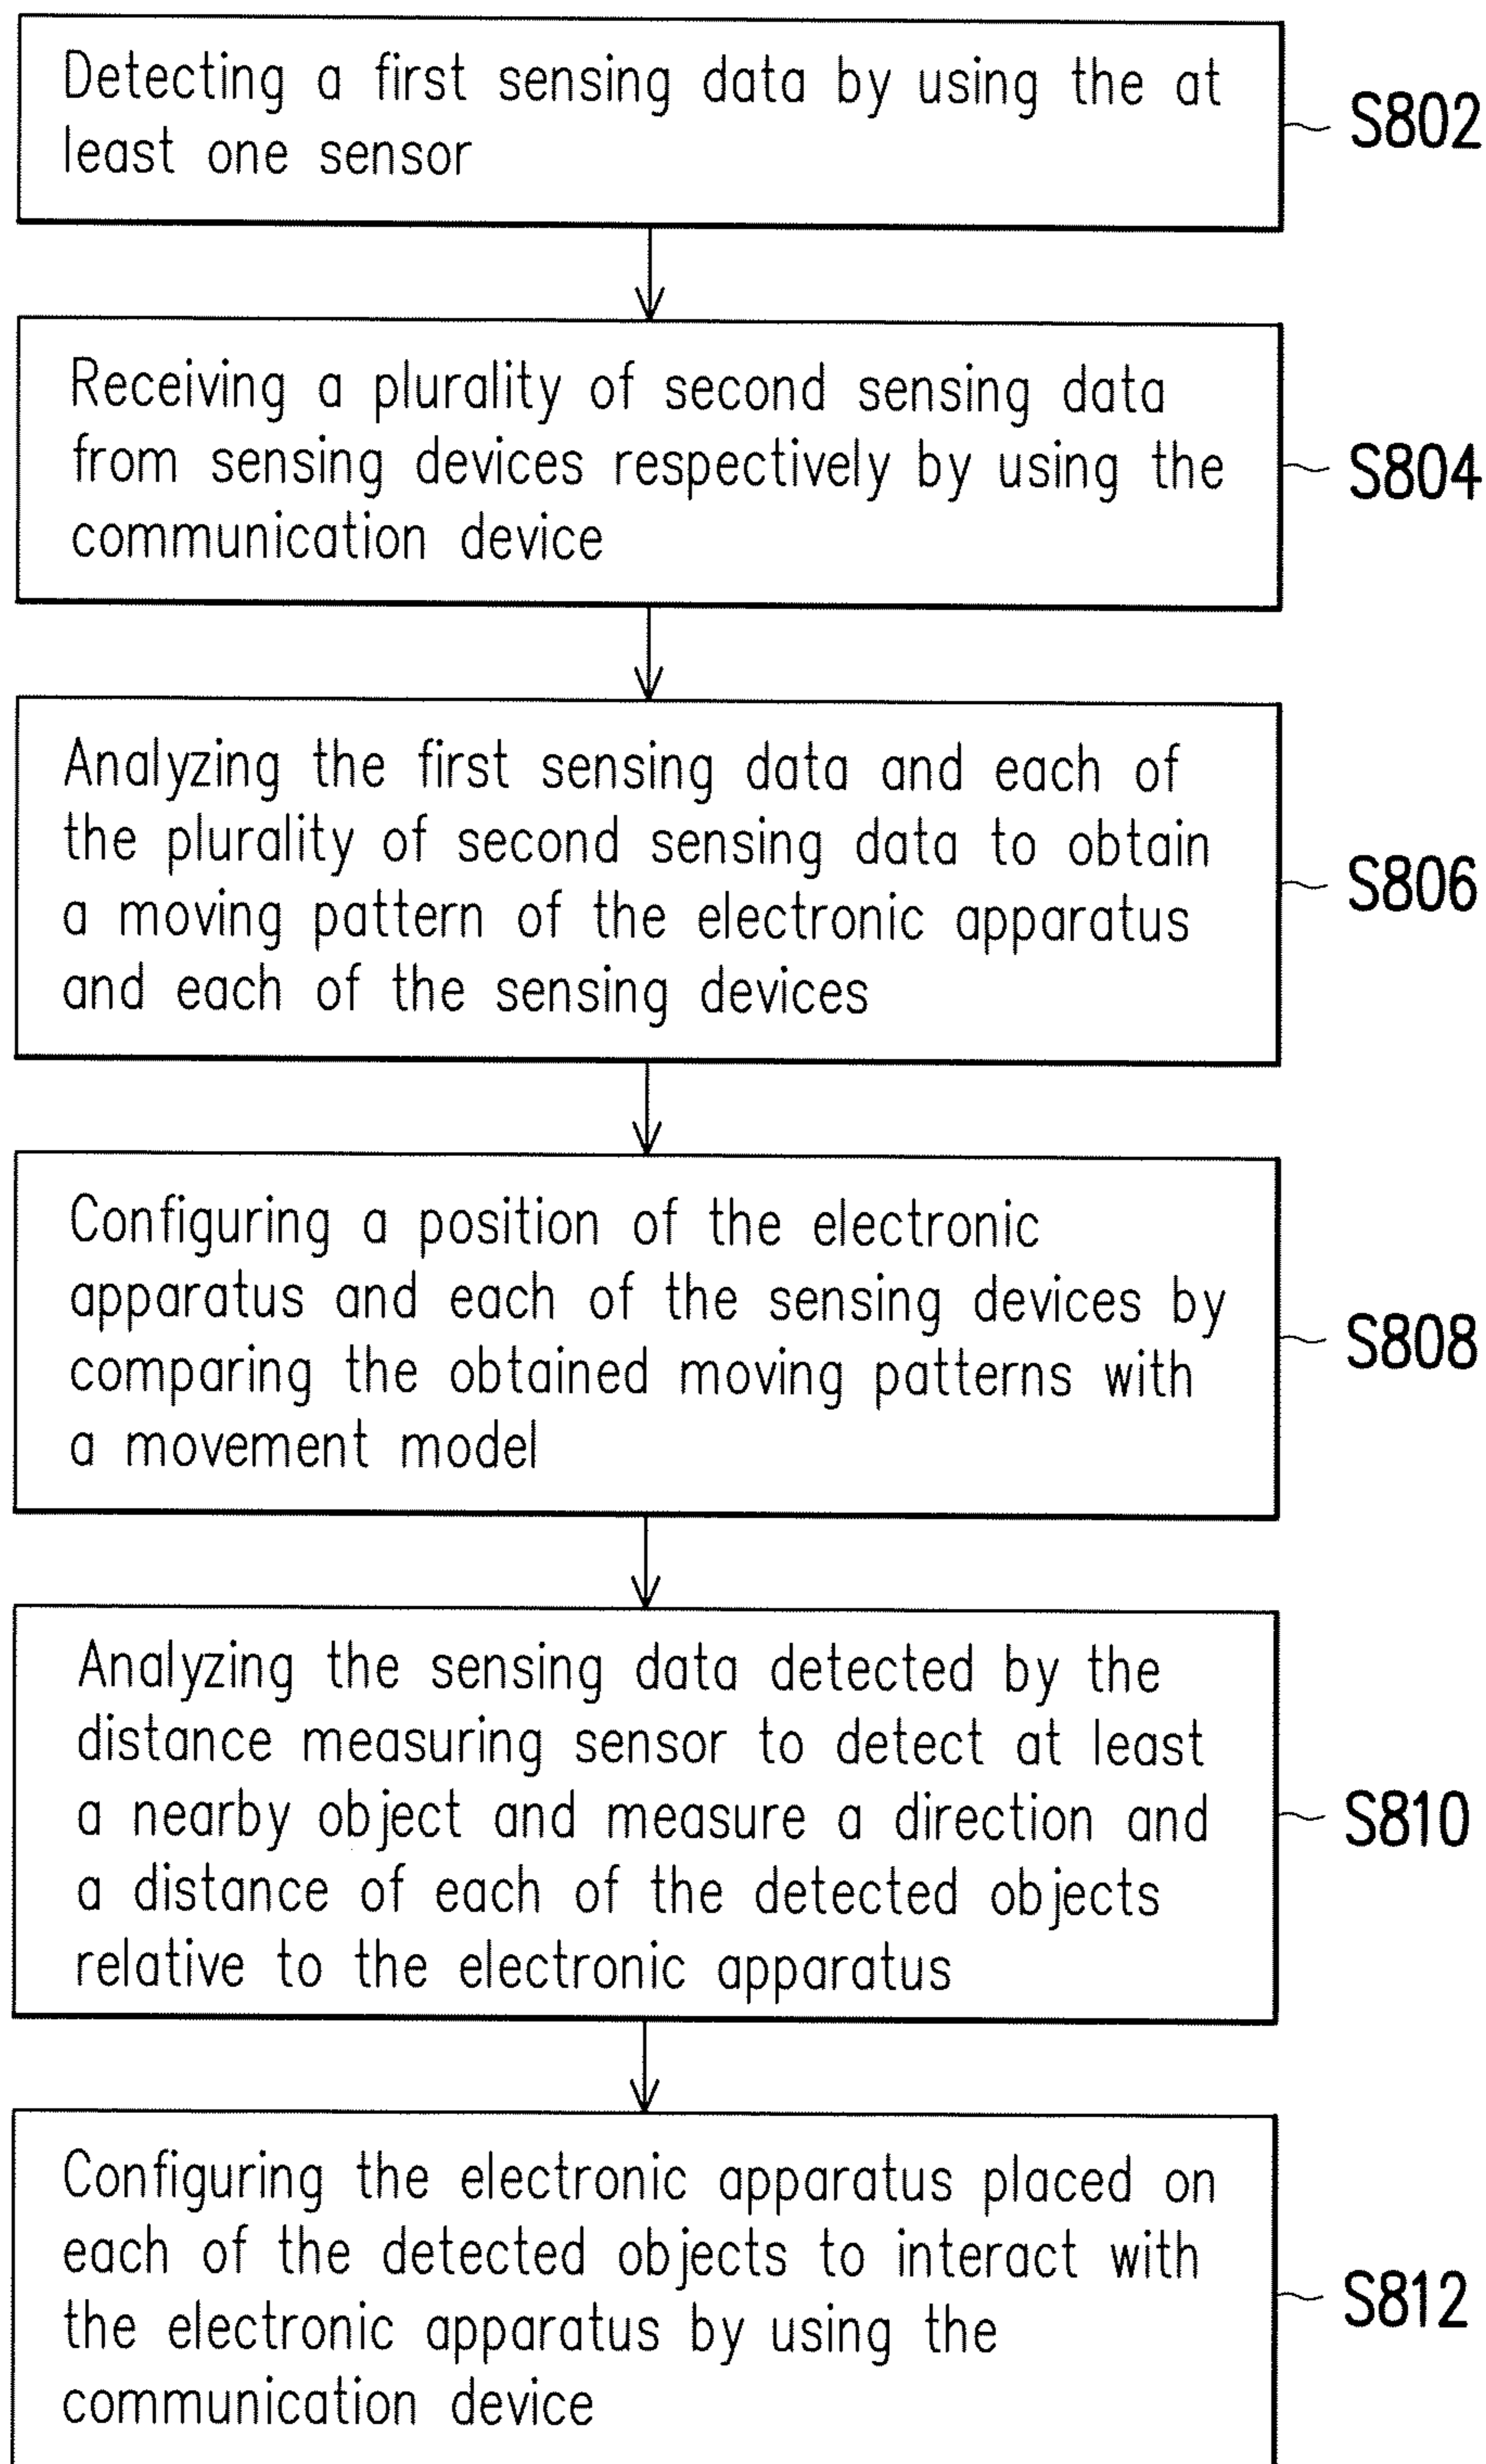 Detecting a first sensing data by using the at
least one sensor
S802
Receiving a plurality of second sensing data
from sensing devices respectively by using the
communication device
S804
Analyzing the first sensing data and each of
the plurality of second sensing data to obtain
a moving pattern of the electronic apparatus
and each of the sensing devices
S806
Configuring a position of the electronic
apparatus and each of the sensing devices by
comparing the obtained moving patterns with
a movement model
S808
Analyzing the sensing data detected by the
distance measuring sensor to detect at least
a nearby object and measure a direction and
a distance of each of the detected objects
relative to the electronic apparatus
S810
Configuring the electronic apparatus placed on
each of the detected objects to interact with
the electronic apparatus by using the
communication device
S812